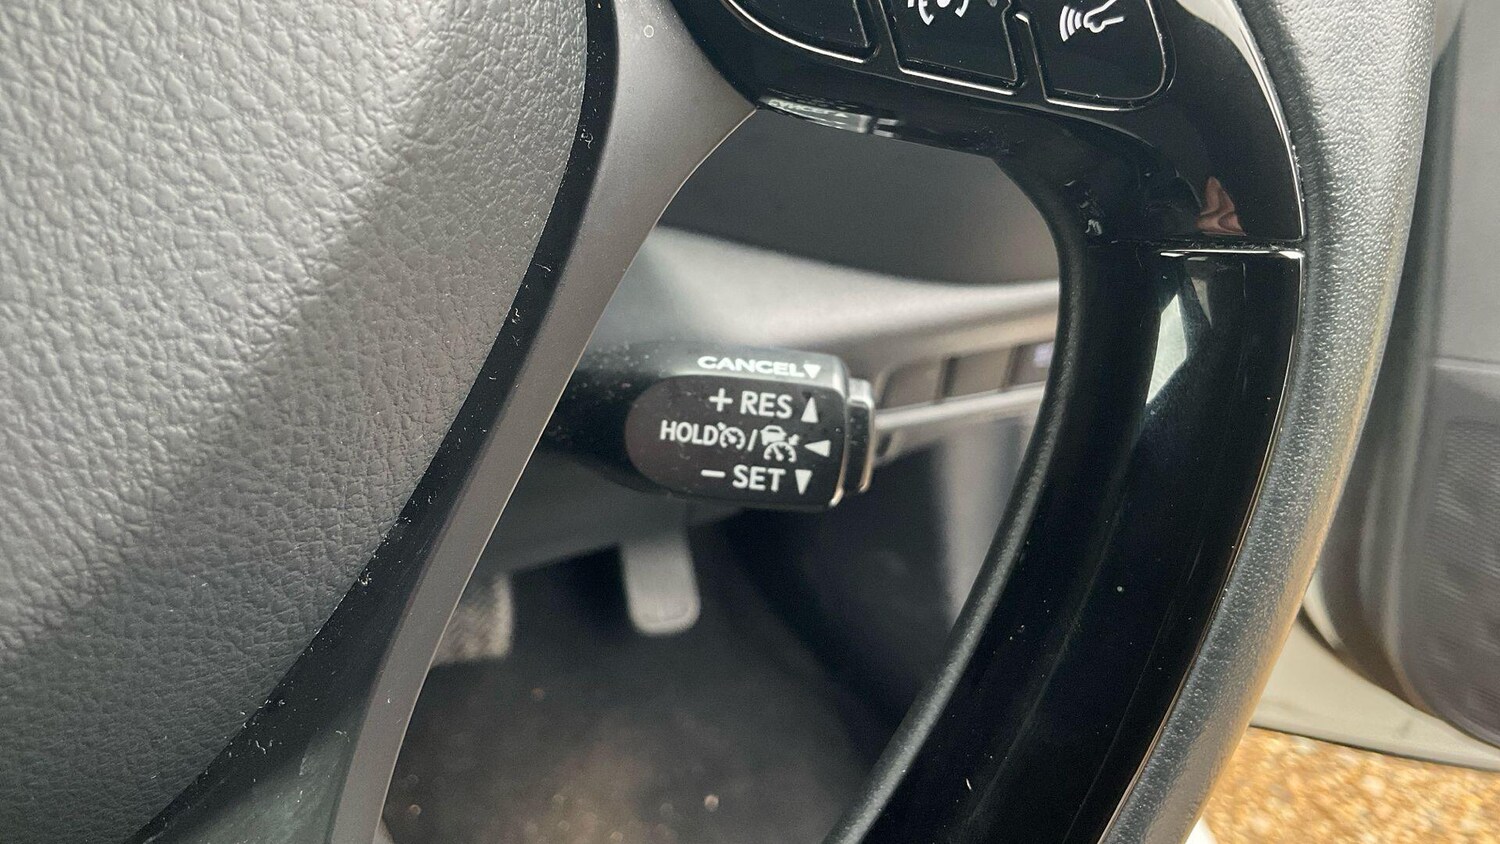 CANCEL▼
+ RES ▲
HOLD / ◀
− SET ▼